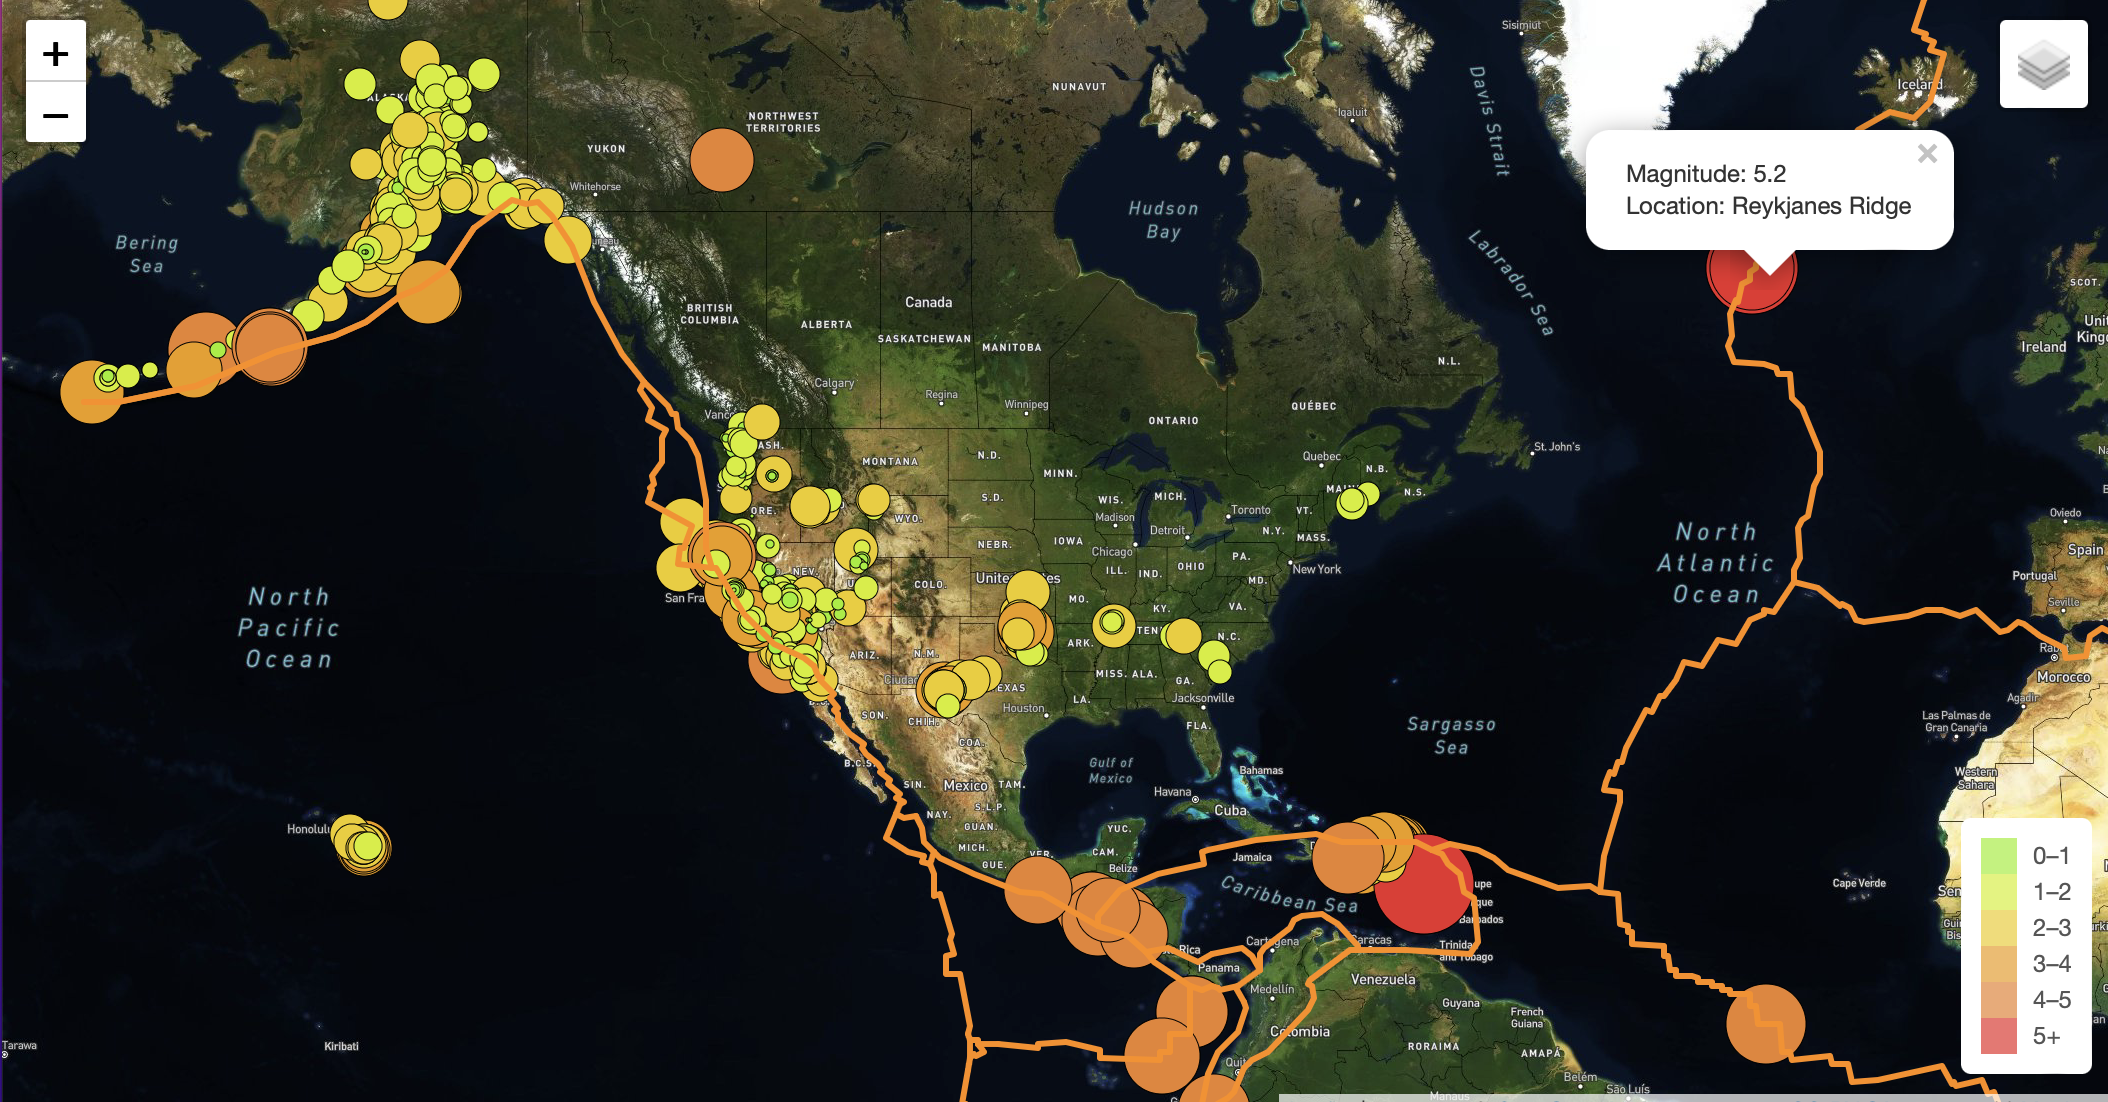 +
−
Sisimiut
Iceland
NUNAVUT
Davis Strait
NORTHWEST
TERRITORIES
Iqaluit
YUKON
Whitehorse
×
Magnitude: 5.2
Location: Reykjanes Ridge
Hudson
Bay
Labrador Sea
Bering
Sea
SCOT.
Canada
BRITISH
COLUMBIA
ALBERTA
SASKATCHEWAN
MANITOBA
Ireland
N.L.
Calgary
Regina
Winnipeg
QUÉBEC
ONTARIO
St. John's
Quebec
MONTANA
N.D.
MINN.
N.B.
S.D.
WIS.
MICH.
N.S.
WYO.
Madison
Toronto
VT.
Oviedo
ORE.
Detroit
N.Y.
MASS.
North
Atlantic
Ocean
NEBR.
IOWA
Chicago
PA.
Spain
NEV.
COLO.
ILL.
IND.
OHIO
New York
Portugal
MD.
North
Pacific
Ocean
San Fra
MO.
KY.
VA.
Seville
ARK.
N.C.
ARIZ.
N.M.
MISS.
ALA.
GA.
Morocco
Jacksonville
Agadir
Houston
LA.
SON.
CHIH.
FLA.
Sargasso
Sea
Las Palmas de
Gran Canaria
COA.
Gulf of
Mexico
Bahamas
Western
Sahara
B.C.S.
SIN.
Mexico
TAM.
Havana
Cuba
S.L.P.
NAY.
GUAN.
YUC.
Honolulu
MICH.
VER.
CAM.
GUE.
Belize
Jamaica
Caribbean Sea
Cape Verde
Barbados
Cartagena
Caracas
Trinidad
and Tobago
Rica
Panama
Medellín
Venezuela
Guyana
French
Guiana
Colombia
Tarawa
Kiribati
RORAIMA
AMAPÁ
Quito
Belém
São Luís
Manaus
0–1
1–2
2–3
3–4
4–5
5+